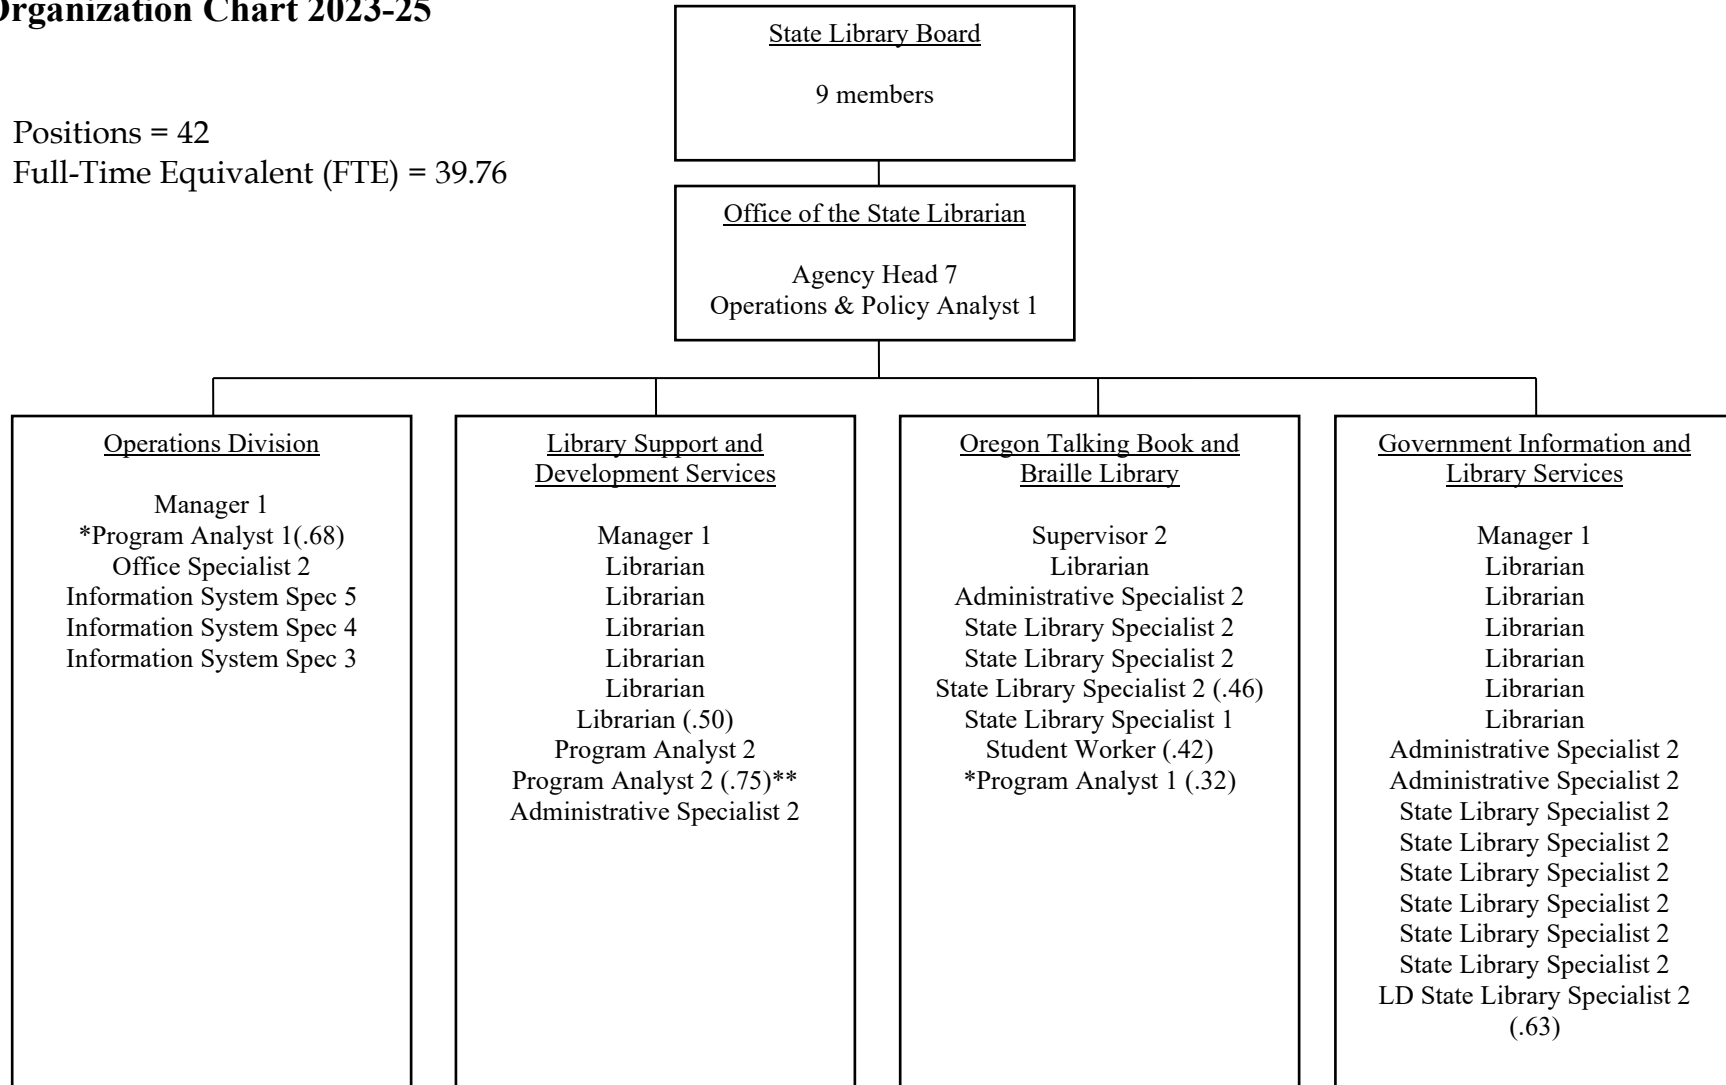 Organization Chart 2023-25
Positions = 42
Full-Time Equivalent (FTE) = 39.76
State Library Board
9 members
Office of the State Librarian
Agency Head 7
Operations & Policy Analyst 1
Operations Division
Manager 1
*Program Analyst 1(.68)
Office Specialist 2
Information System Spec 5
Information System Spec 4
Information System Spec 3
Library Support and
Development Services
Manager 1
Librarian
Librarian
Librarian
Librarian
Librarian
Librarian (.50)
Program Analyst 2
Program Analyst 2 (.75)**
Administrative Specialist 2
Oregon Talking Book and
Braille Library
Supervisor 2
Librarian
Administrative Specialist 2
State Library Specialist 2
State Library Specialist 2
State Library Specialist 2 (.46)
State Library Specialist 1
Student Worker (.42)
*Program Analyst 1 (.32)
Government Information and
Library Services
Manager 1
Librarian
Librarian
Librarian
Librarian
Librarian
Librarian
Administrative Specialist 2
Administrative Specialist 2
State Library Specialist 2
State Library Specialist 2
State Library Specialist 2
State Library Specialist 2
State Library Specialist 2
State Library Specialist 2
LD State Library Specialist 2
(.63)